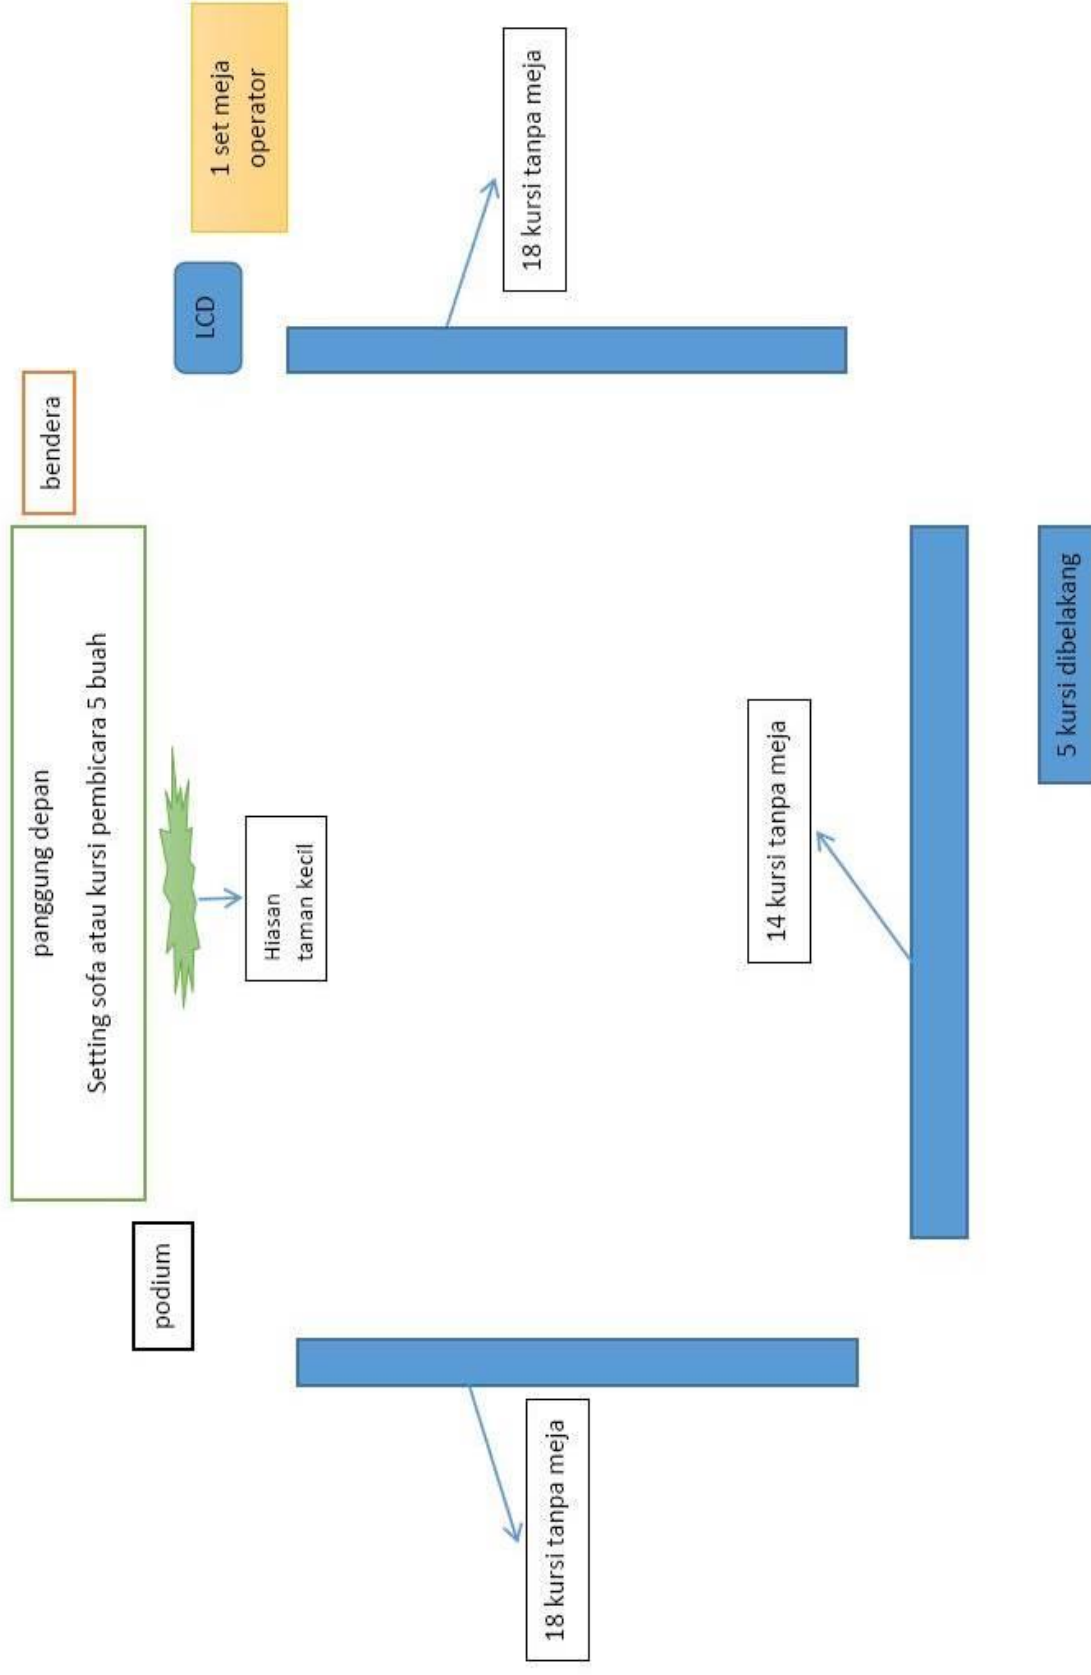 panggung depan
Setting sofa atau kursi pembicara 5 buah
podium
bendera
LCD
1 set meja
operator
Hiasan
taman kecil
18 kursi tanpa meja
18 kursi tanpa meja
14 kursi tanpa meja
5 kursi dibelakang